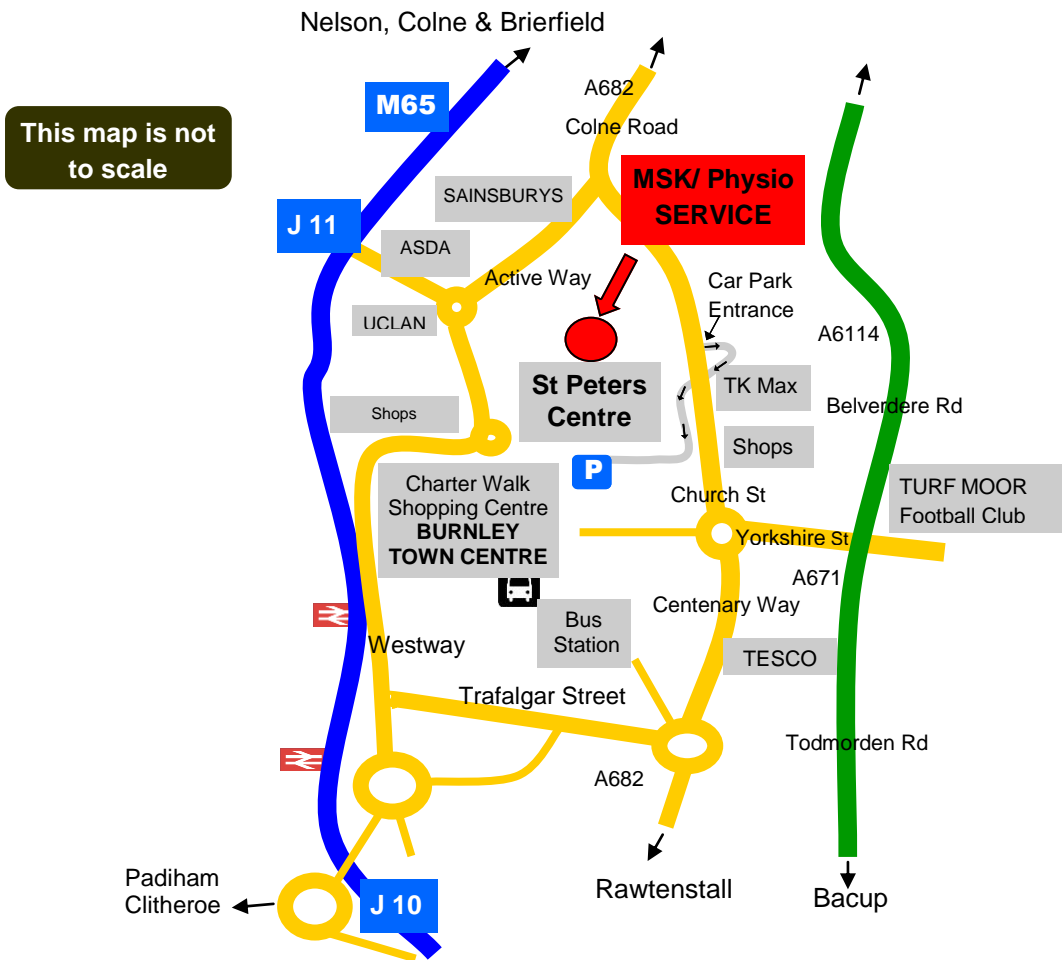 Nelson, Colne & Brierfield
M65
A682
Colne Road
This map is not
to scale
MSK/ Physio
SERVICE
SAINSBURYS
J 11
ASDA
Active Way
Car Park
Entrance
UCLAN
A6114
St Peters
Centre
TK Max
Belverdere Rd
Shops
Shops
P
Charter Walk
Shopping Centre
BURNLEY
TOWN CENTRE
TURF MOOR
Football Club
Church St
Yorkshire St
A671
Centenary Way
Bus
Station
Westway
TESCO
Trafalgar Street
Todmorden Rd
A682
Padiham
Clitheroe
J 10
Rawtenstall
Bacup